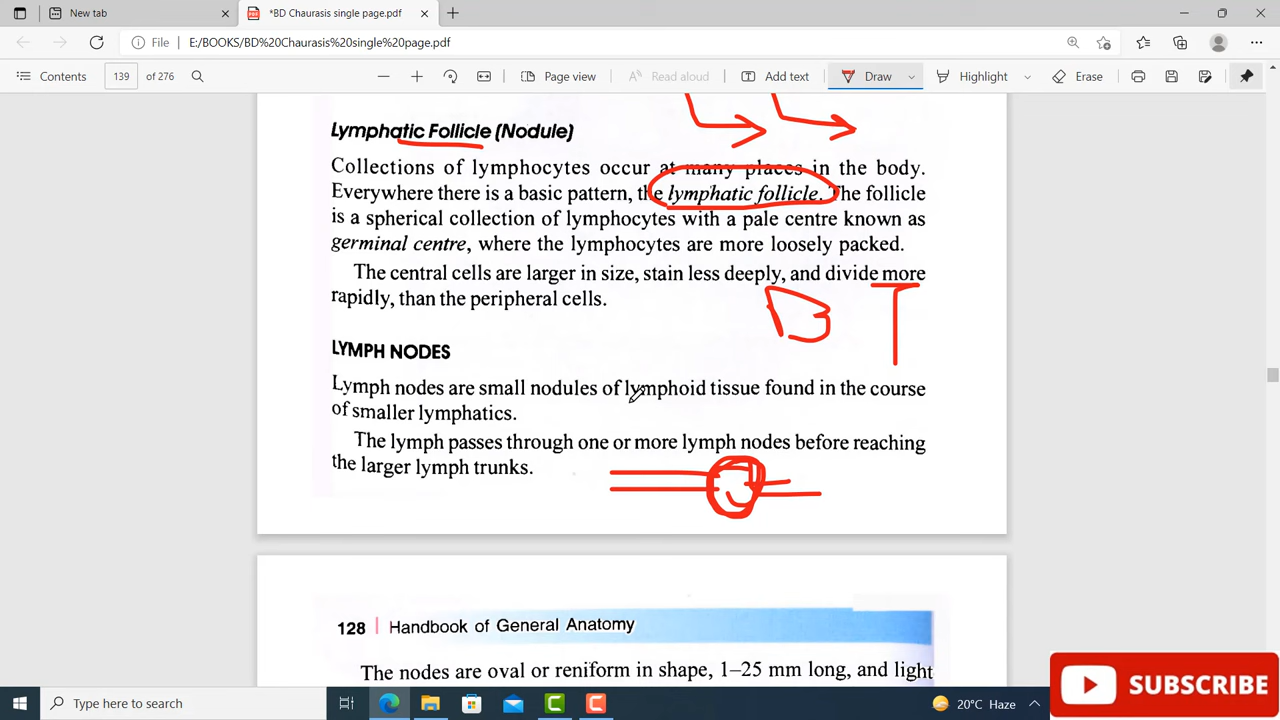 New tab
*BD Chaurasis single page.pdf
File
E:/BOOKS/BD%20Chaurasis%20single%20page.pdf
Contents
139
of 276
Page view
Read aloud
Add text
Draw
Highlight
Erase
Lymphatic Follicle (Nodule)
Collections of lymphocytes occur at many places in the body.
Everywhere there is a basic pattern, the lymphatic follicle. The follicle
is a spherical collection of lymphocytes with a pale centre known as
germinal centre, where the lymphocytes are more loosely packed.
The central cells are larger in size, stain less deeply, and divide more
rapidly, than the peripheral cells.
B T
LYMPH NODES
Lymph nodes are small nodules of lymphoid tissue found in the course
of smaller lymphatics.
The lymph passes through one or more lymph nodes before reaching
the larger lymph trunks.
128 Handbook of General Anatomy
The nodes are oval or reniform in shape, 1–25 mm long, and light
SUBSCRIBE
Type here to search
20°C Haze